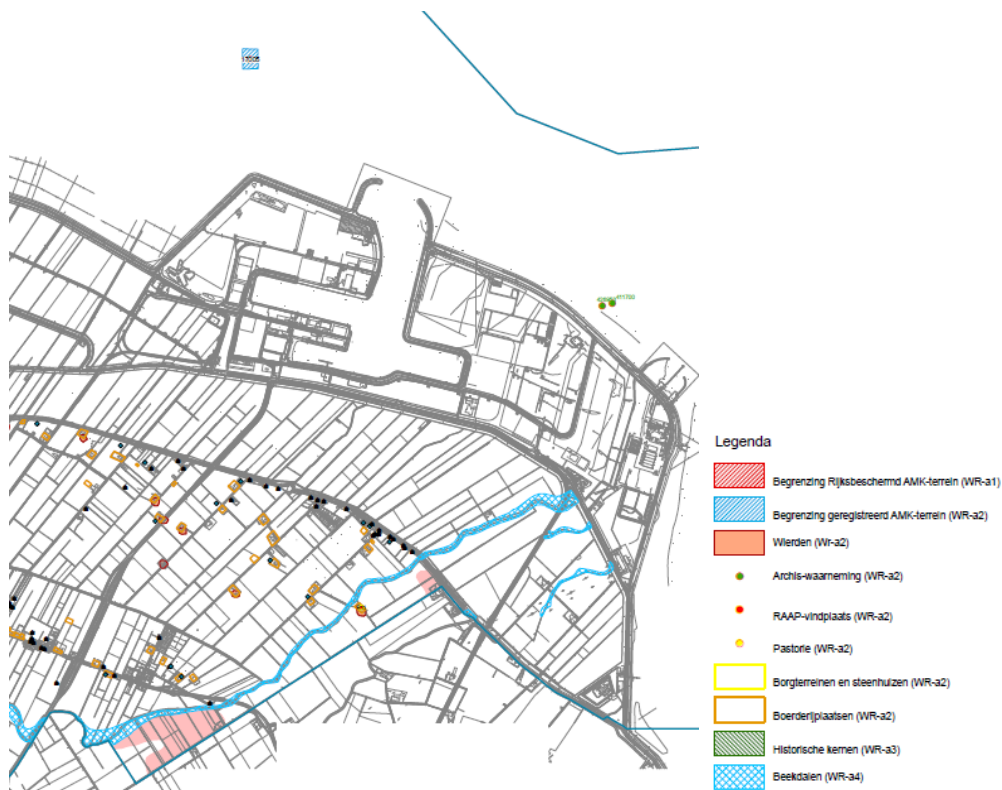 Legenda
Begrenzing Rijksbeschermd AMK-terrein (WR-a1)
Begrenzing geregistreerd AMK-terrein (WR-a2)
Wierden (Wr-a2)
Archis-waarneming (WR-a2)
RAAP-vindplaats (WR-a2)
Pastorie (WR-a2)
Borgterreinen en steenhuizen (WR-a2)
Boerderijplaatsen (WR-a2)
Historische kernen (WR-a3)
Beekdalen (WR-a4)